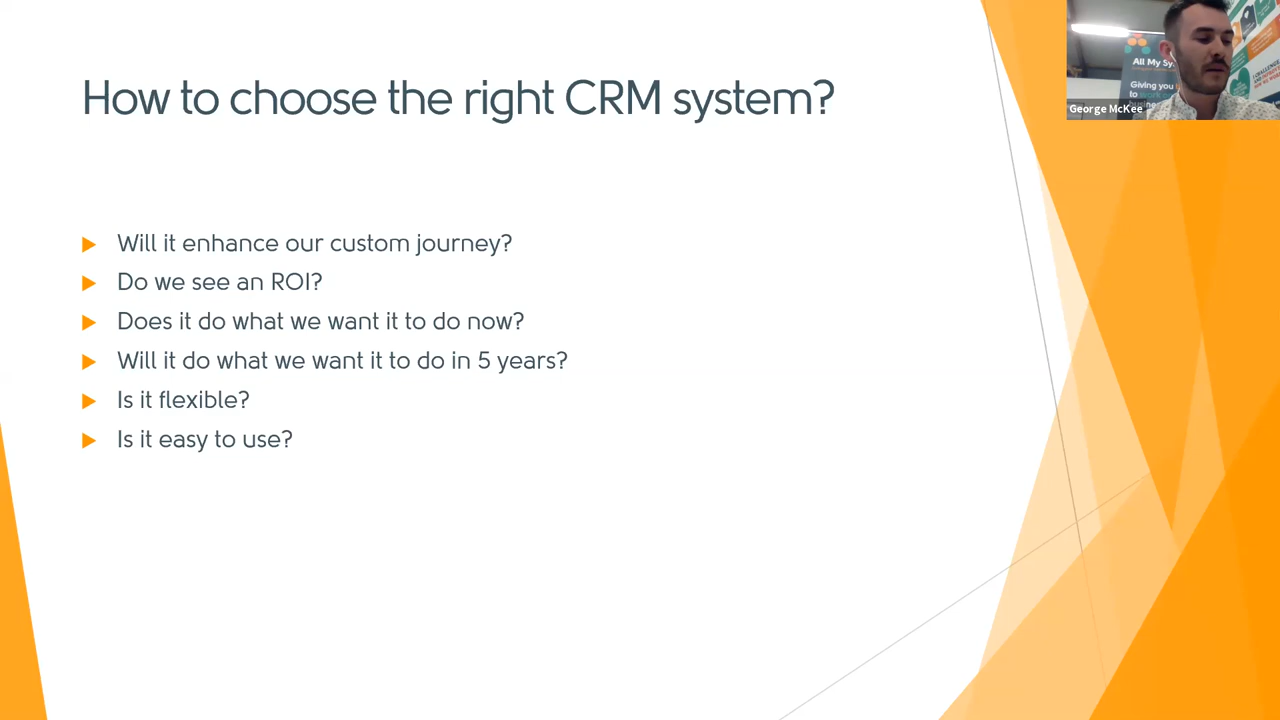 How to choose the right CRM system?
Will it enhance our custom journey?
Do we see an ROI?
Does it do what we want it to do now?
Will it do what we want it to do in 5 years?
Is it flexible?
Is it easy to use?
All My Sy
Giving you
to
George McKee